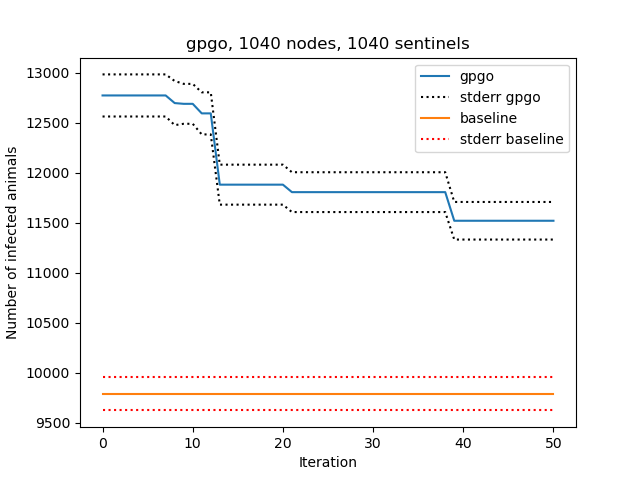 gpgo, 1040 nodes, 1040 sentinels
13000
12500
12000
11500
11000
10500
10000
9500
Number of infected animals
gpgo
stderr gpgo
baseline
stderr baseline
0 10 20 30 40 50
Iteration